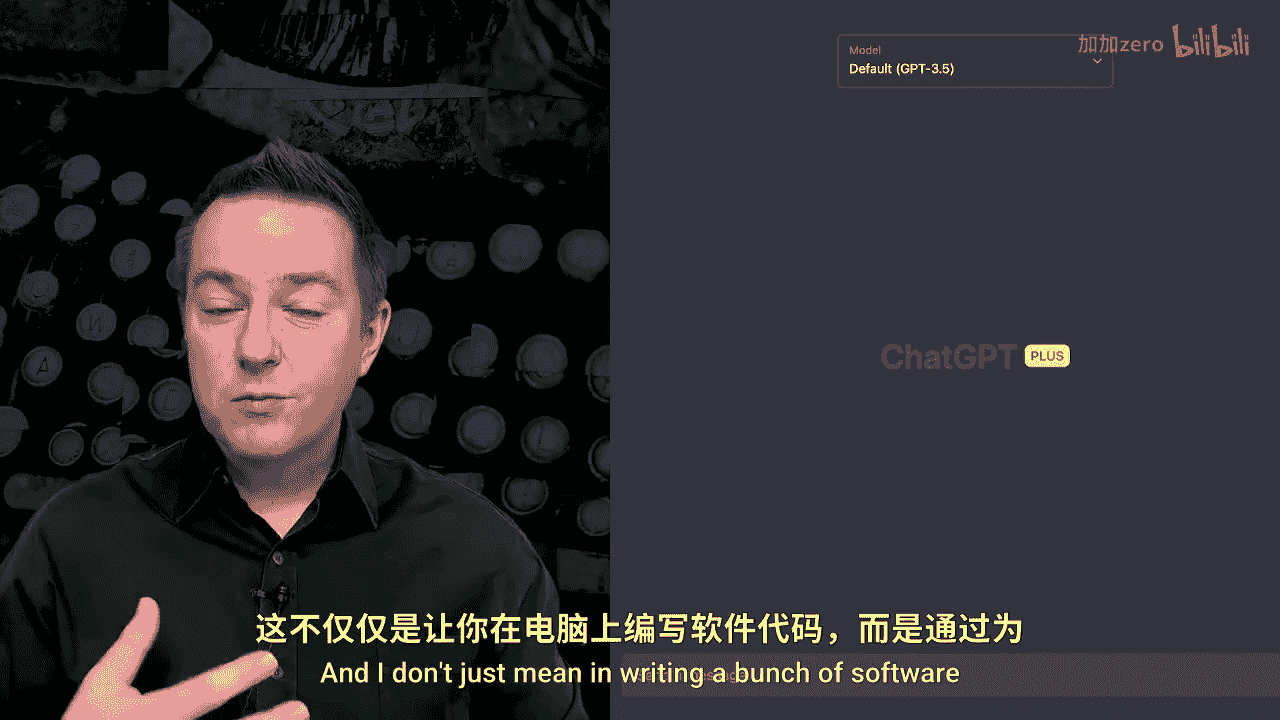 加加zero bilibili
Model
Default (GPT-3.5)
ChatGPT PLUS
这不仅仅是让你在电脑上编写软件代码，而是通过为
And I don't just mean in writing a bunch of software